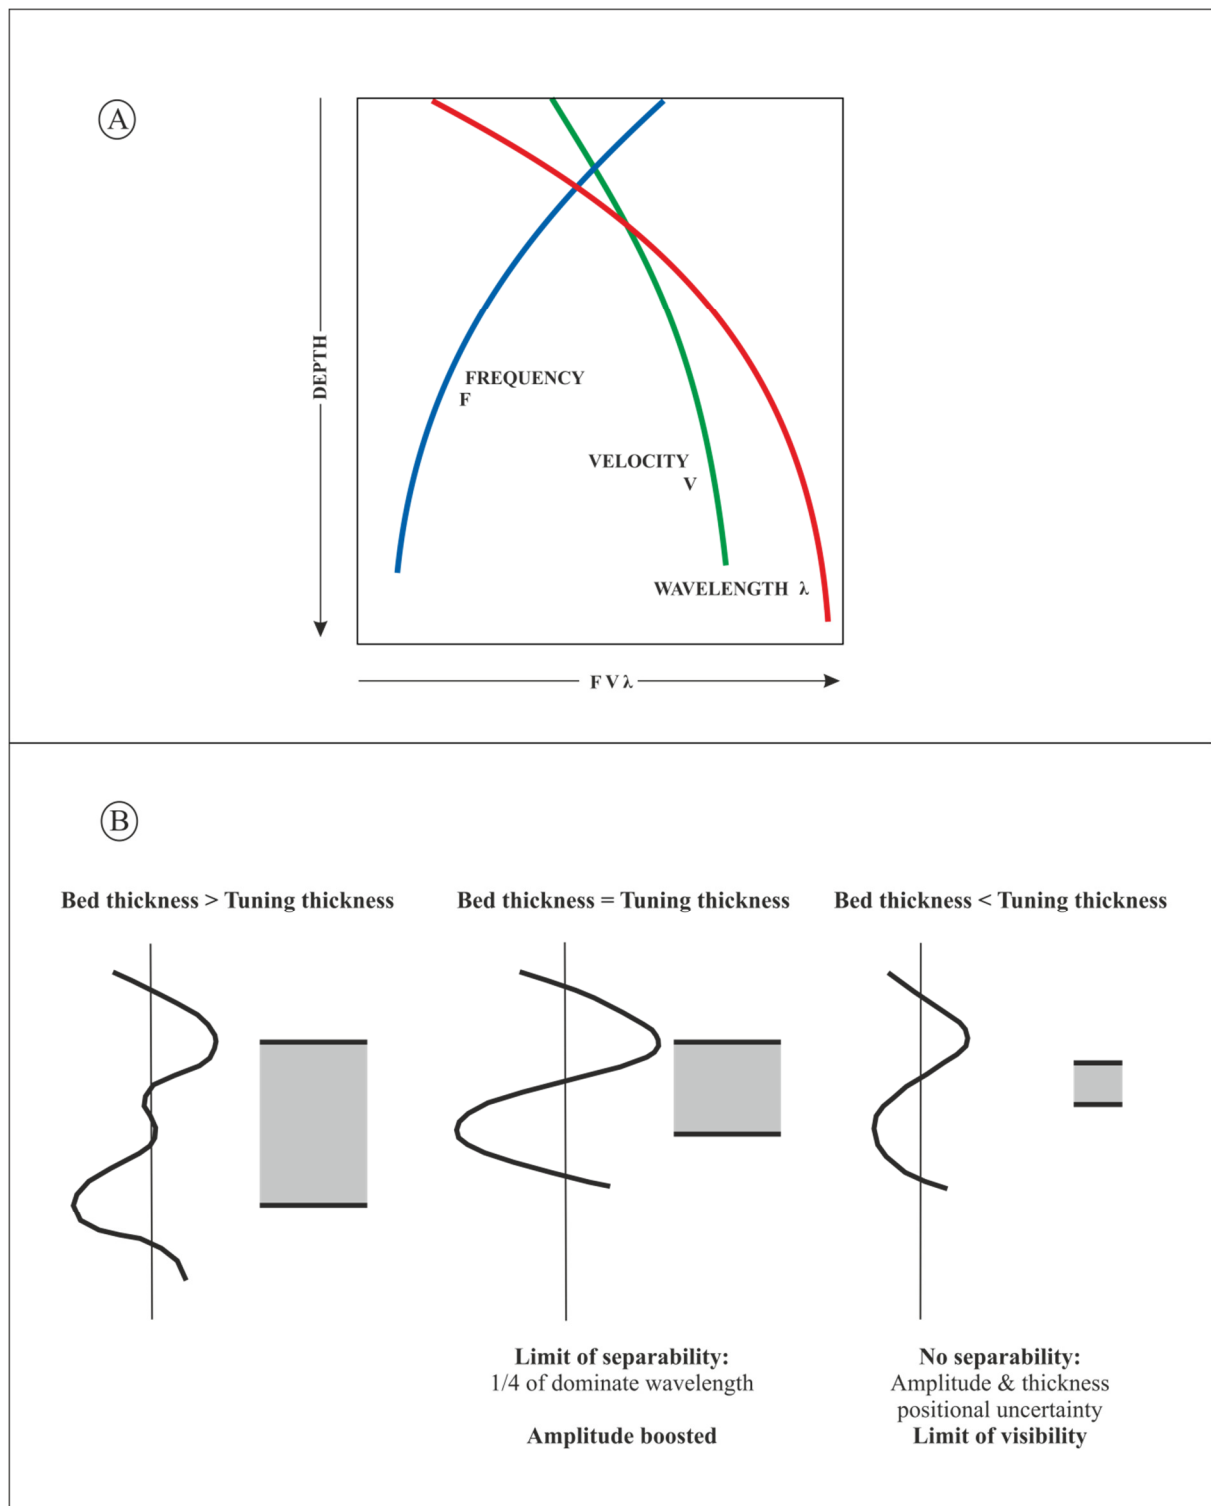 A
DEPTH
FREQUENCY
F
VELOCITY
V
WAVELENGTH λ
F V λ
B
Bed thickness > Tuning thickness
Bed thickness = Tuning thickness
Bed thickness < Tuning thickness
Limit of separability:
1/4 of dominate wavelength
Amplitude boosted
No separability:
Amplitude & thickness
positional uncertainty
Limit of visibility